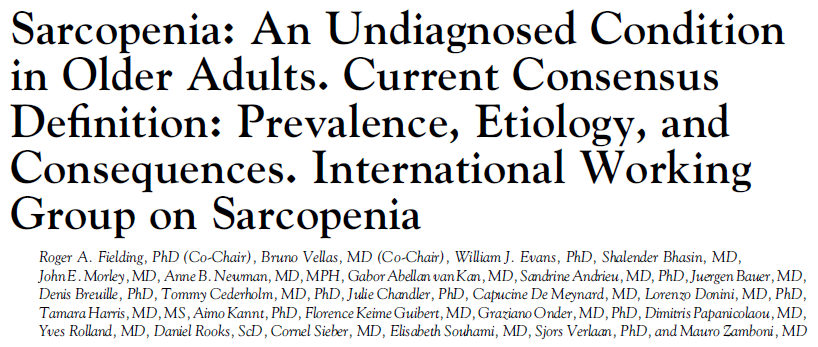 Sarcopenia: An Undiagnosed Condition
in Older Adults. Current Consensus
Definition: Prevalence, Etiology, and
Consequences. International Working
Group on Sarcopenia
Roger A. Fielding, PhD (Co-Chair), Bruno Vellas, MD (Co-Chair), William J. Evans, PhD, Shalender Bhasin, MD,
John E. Morley, MD, Anne B. Newman, MD, MPH, Gabor Abellan van Kan, MD, Sandrine Andrieu, MD, PhD, Juergen Bauer, MD,
Denis Breuille, PhD, Tommy Cederholm, MD, PhD, Julie Chandler, PhD, Capucine De Meynard, MD, Lorenzo Donini, MD, PhD,
Tamara Harris, MD, MS, Aimo Kannt, PhD, Florence Keime Guibert, MD, Graziano Onder, MD, PhD, Dimitris Papanicolaou, MD,
Yves Rolland, MD, Daniel Rooks, ScD, Cornel Sieber, MD, Elisabeth Souhami, MD, Sjors Verlaan, PhD, and Mauro Zamboni, MD